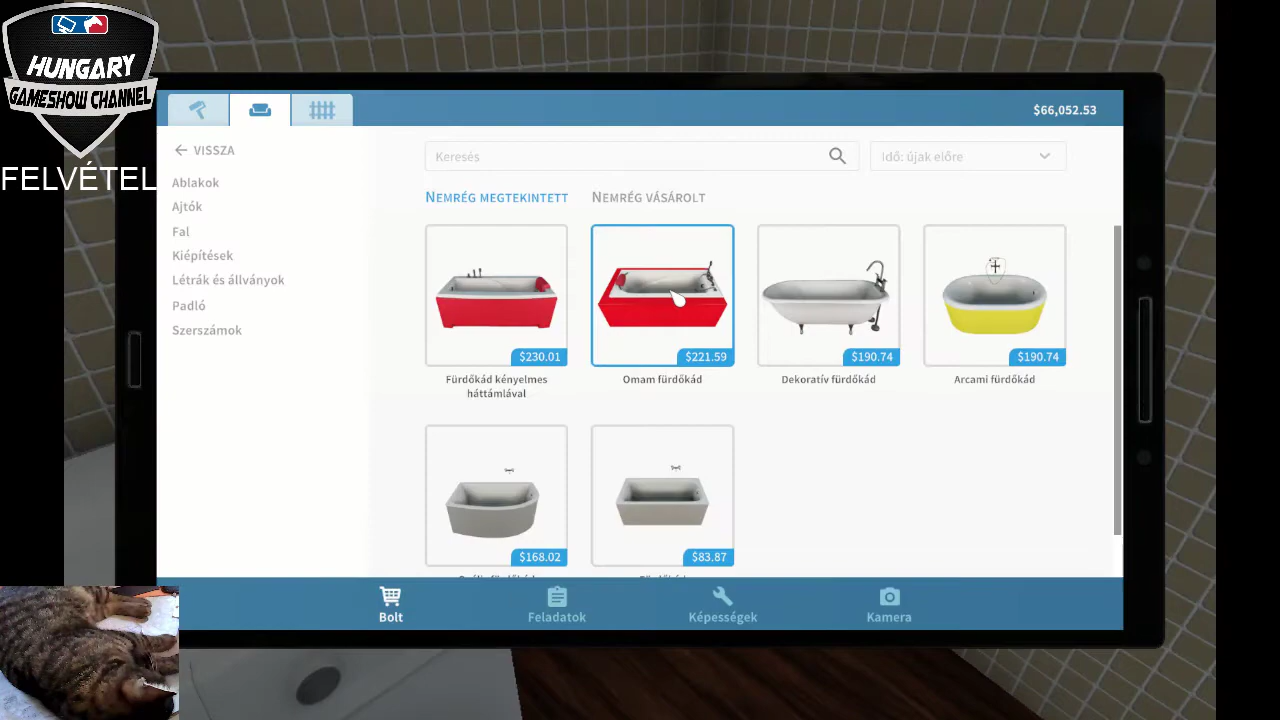 HUNGARY
GAMESHOW CHANNEL
FELVÉTEL
$66,052.53
VISSZA
Ablakok
Ajtók
Fal
Kiépítések
Létrák és állványok
Padló
Szerszámok
Keresés
Idő: újak előre
NEMRÉG MEGTEKINTETT
NEMRÉG VÁSÁROLT
$230.01
$221.59
$190.74
$190.74
Fürdőkád kényelmes
háttámlával
Omam fürdőkád
Dekoratív fürdőkád
Arcami fürdőkád
$168.02
$83.87
Bolt
Feladatok
Képességek
Kamera